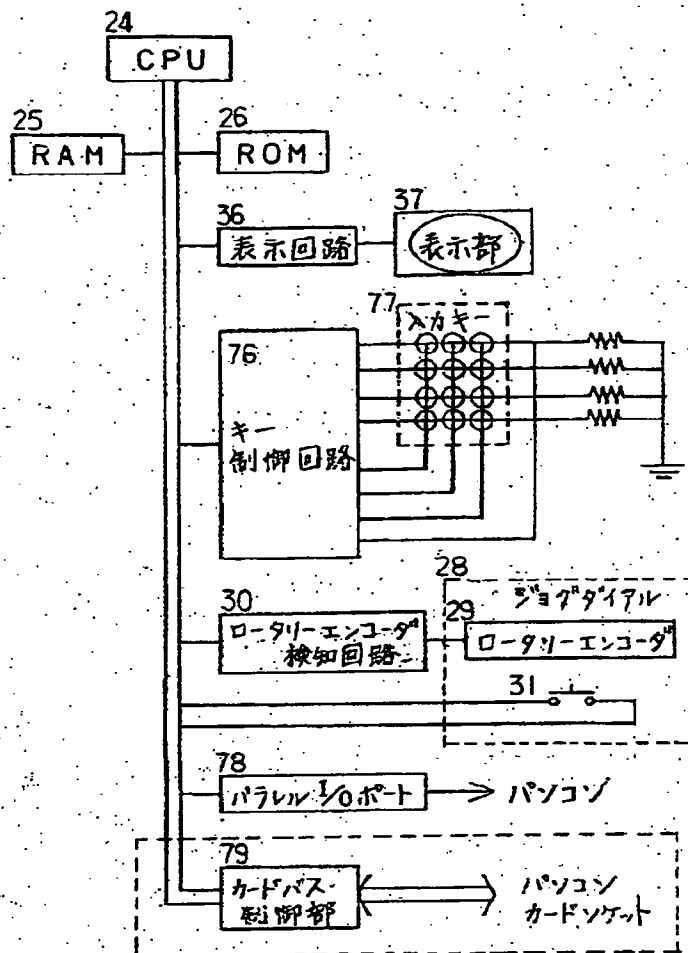 24
CPU
25
RAM
26
ROM
36
表示回路
37
表示部
77
入力キー
76
キー
制御回路
28
ジョグダイアル
30
ロータリーエンコーダ
検知回路
29
ロータリーエンコーダ
31
78
パラレル I/O ポート
パソコン
79
カードバス
制御部
パソコン
カードソケット